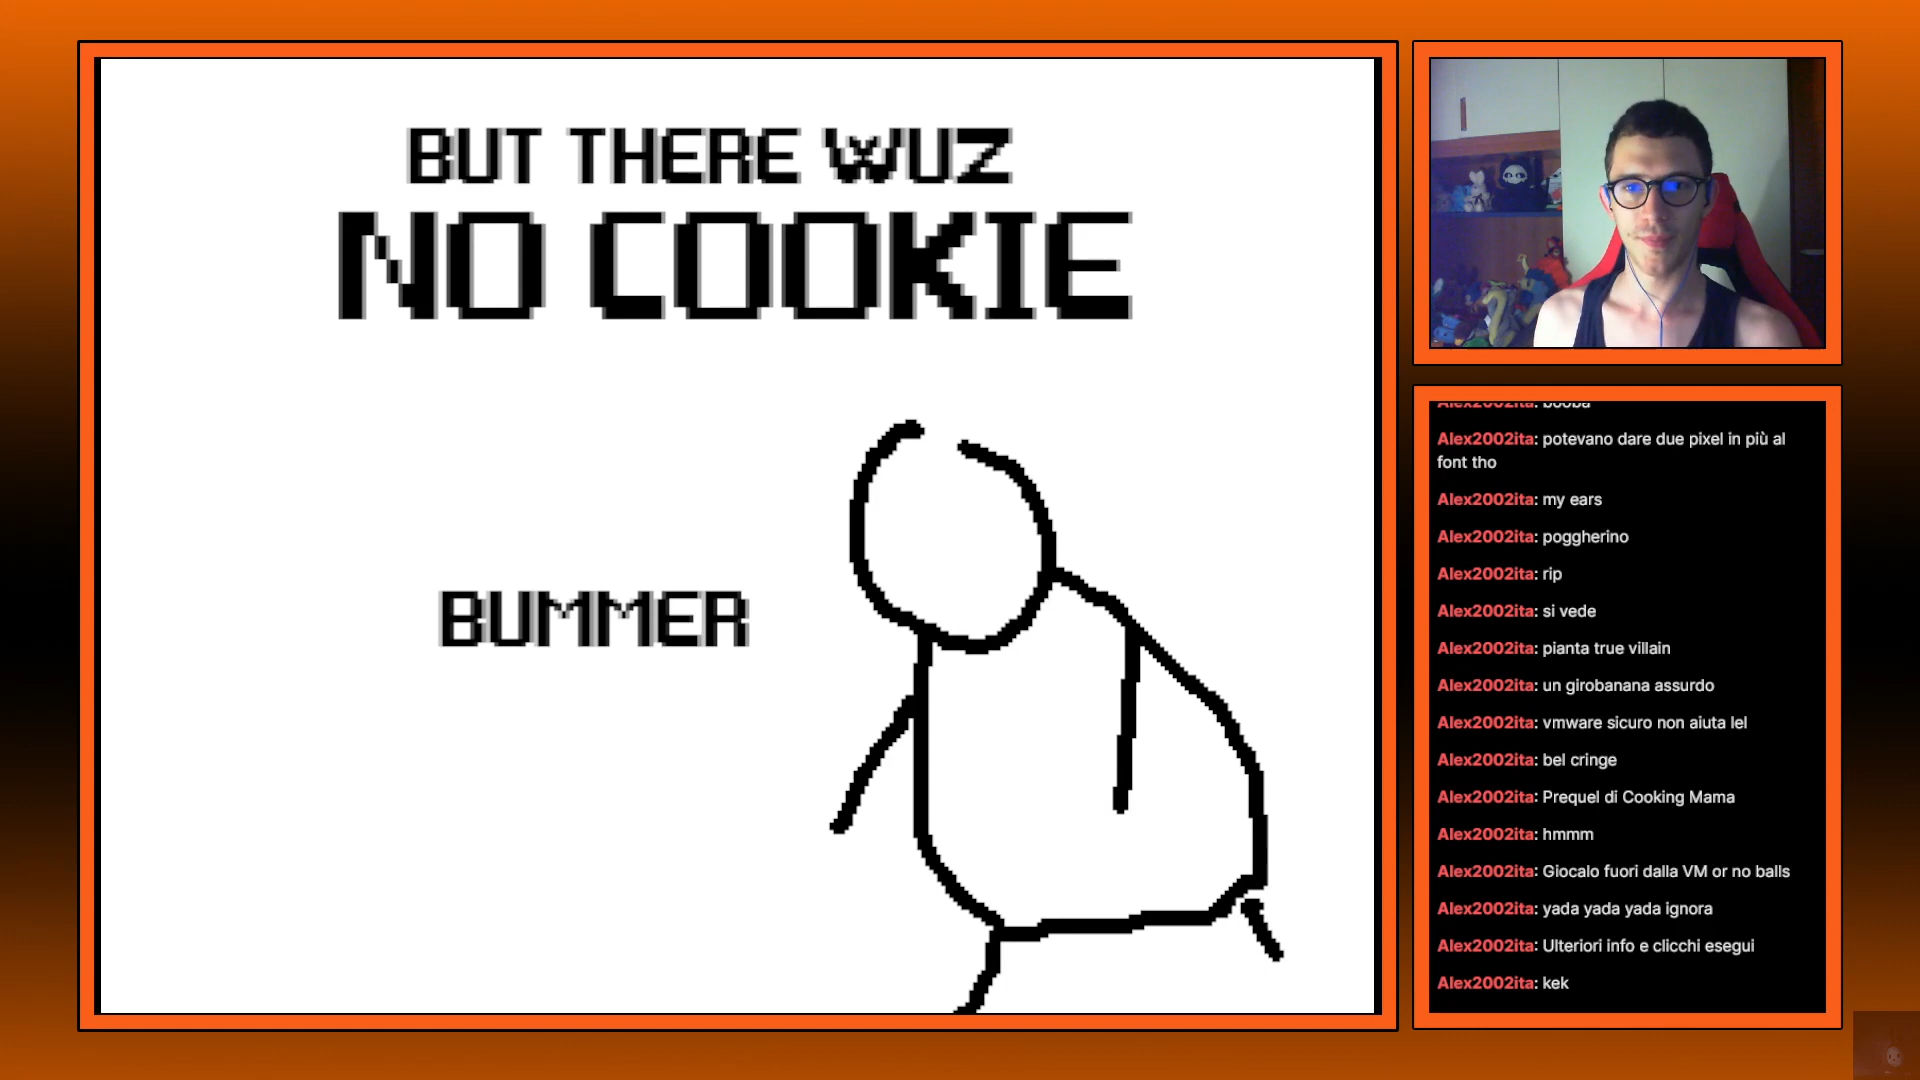 BUT THERE WUZ
NO COOKIE
BUMMER
Alex2002ita: booba
Alex2002ita: potevano dare due pixel in più al
font tho
Alex2002ita: my ears
Alex2002ita: poggherino
Alex2002ita: rip
Alex2002ita: si vede
Alex2002ita: pianta true villain
Alex2002ita: un girobanana assurdo
Alex2002ita: vmware sicuro non aiuta lel
Alex2002ita: bel cringe
Alex2002ita: Prequel di Cooking Mama
Alex2002ita: hmmm
Alex2002ita: Giocalo fuori dalla VM or no balls
Alex2002ita: yada yada yada ignora
Alex2002ita: Ulteriori info e clicchi esegui
Alex2002ita: kek